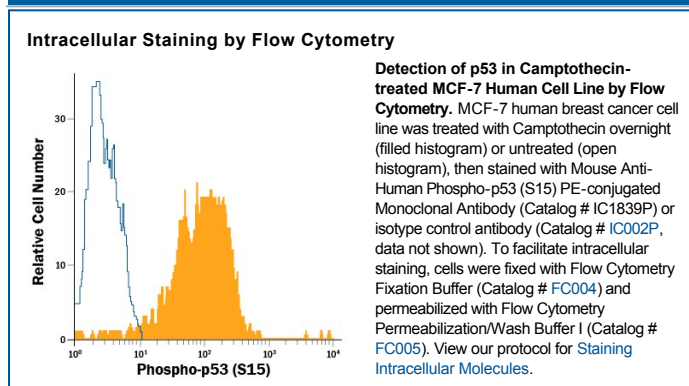 Intracellular Staining by Flow Cytometry
Relative Cell Number
30
20
10
0
10⁰
10¹
10²
10³
10⁴
Phospho-p53 (S15)
Detection of p53 in Camptothecin-
treated MCF-7 Human Cell Line by Flow
Cytometry. MCF-7 human breast cancer cell
line was treated with Camptothecin overnight
(filled histogram) or untreated (open
histogram), then stained with Mouse Anti-
Human Phospho-p53 (S15) PE-conjugated
Monoclonal Antibody (Catalog # IC1839P) or
isotype control antibody (Catalog # IC002P,
data not shown). To facilitate intracellular
staining, cells were fixed with Flow Cytometry
Fixation Buffer (Catalog # FC004) and
permeabilized with Flow Cytometry
Permeabilization/Wash Buffer I (Catalog #
FC005). View our protocol for Staining
Intracellular Molecules.